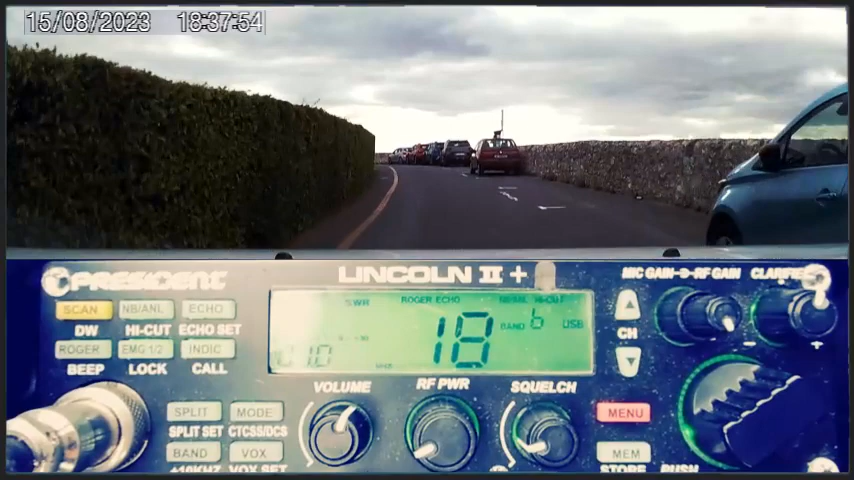 15/08/2023 18:37:54
PRESIDENT LINCOLN II + MIC GAIN RF GAIN CLARIFIER
SCAN NB/ANL ECHO
DW HI-CUT ECHO SET
ROGER EMG 1/2 INDIC
BEEP LOCK CALL
SWR ROGER ECHO NB/ANL HI-CUT
18 BAND b USB
CH
VOLUME RF PWR SQUELCH
SPLIT MODE
SPLIT SET CTCSS/DCS
BAND VOX
+10KHZ VOX SET
MENU
MEM
STORE PUSH